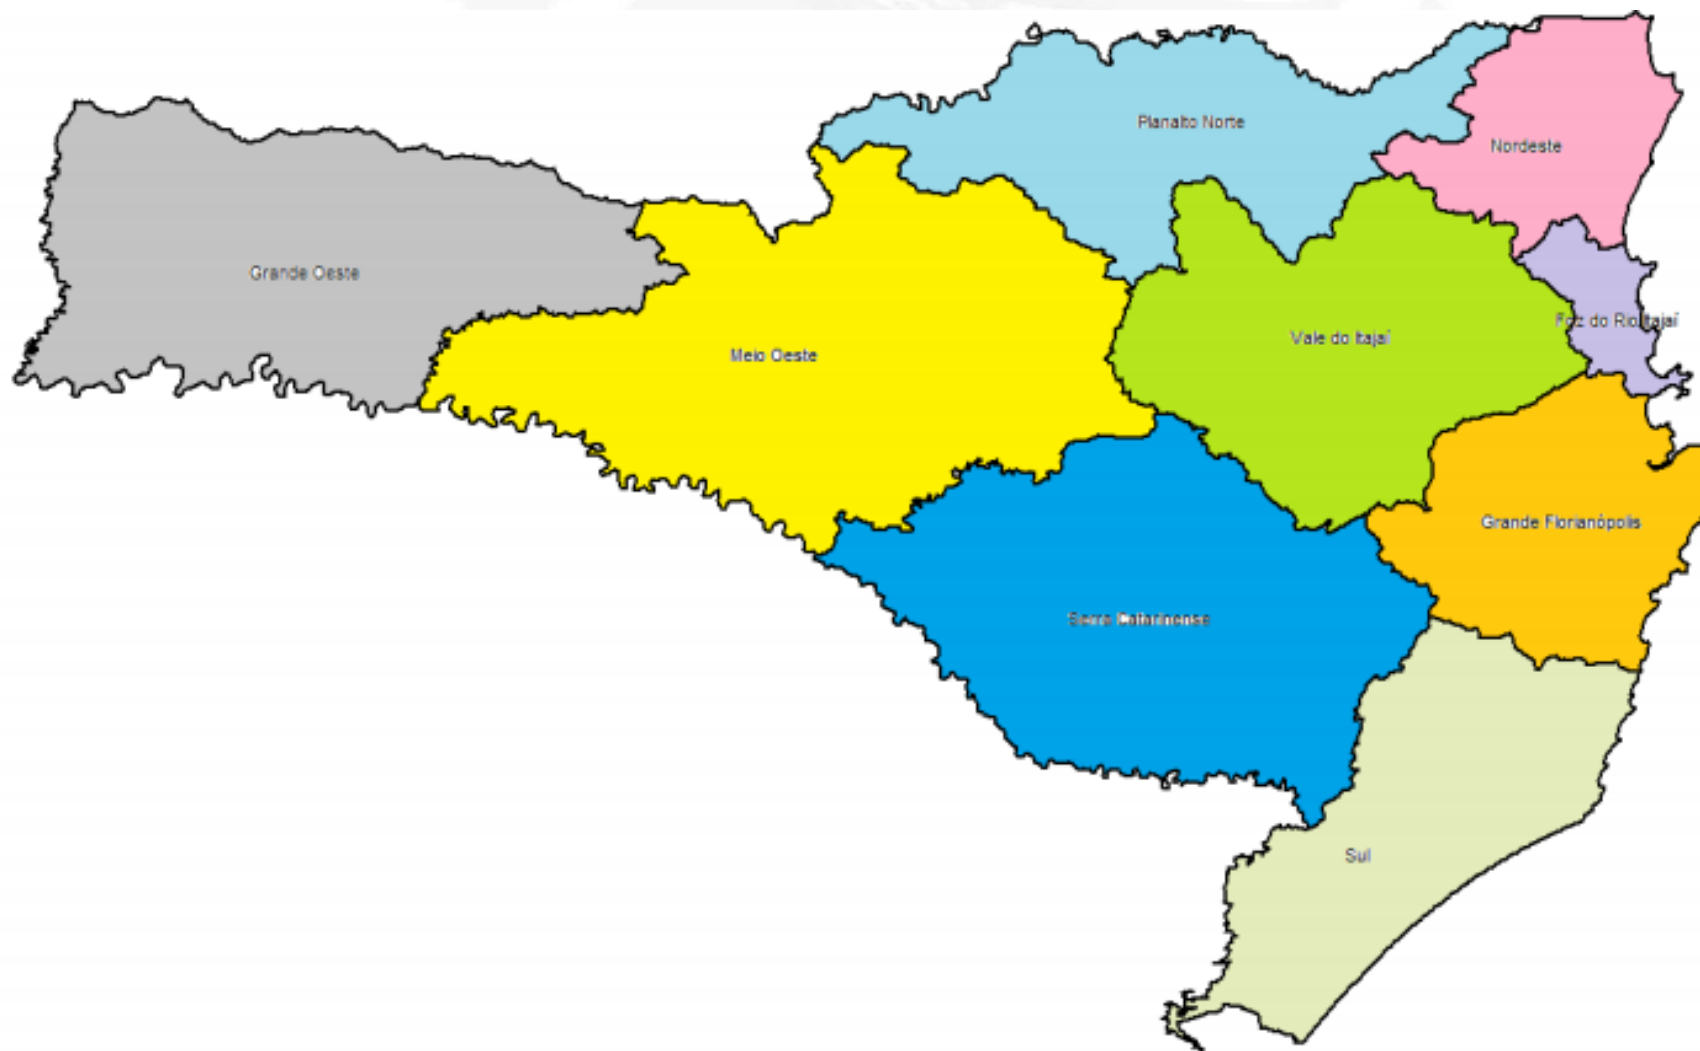 Planalto Norte
Nordeste
Grande Oeste
Foz do Rio Itajaí
Vale do Itajaí
Meio Oeste
Grande Florianópolis
Serra Catarinense
Sul